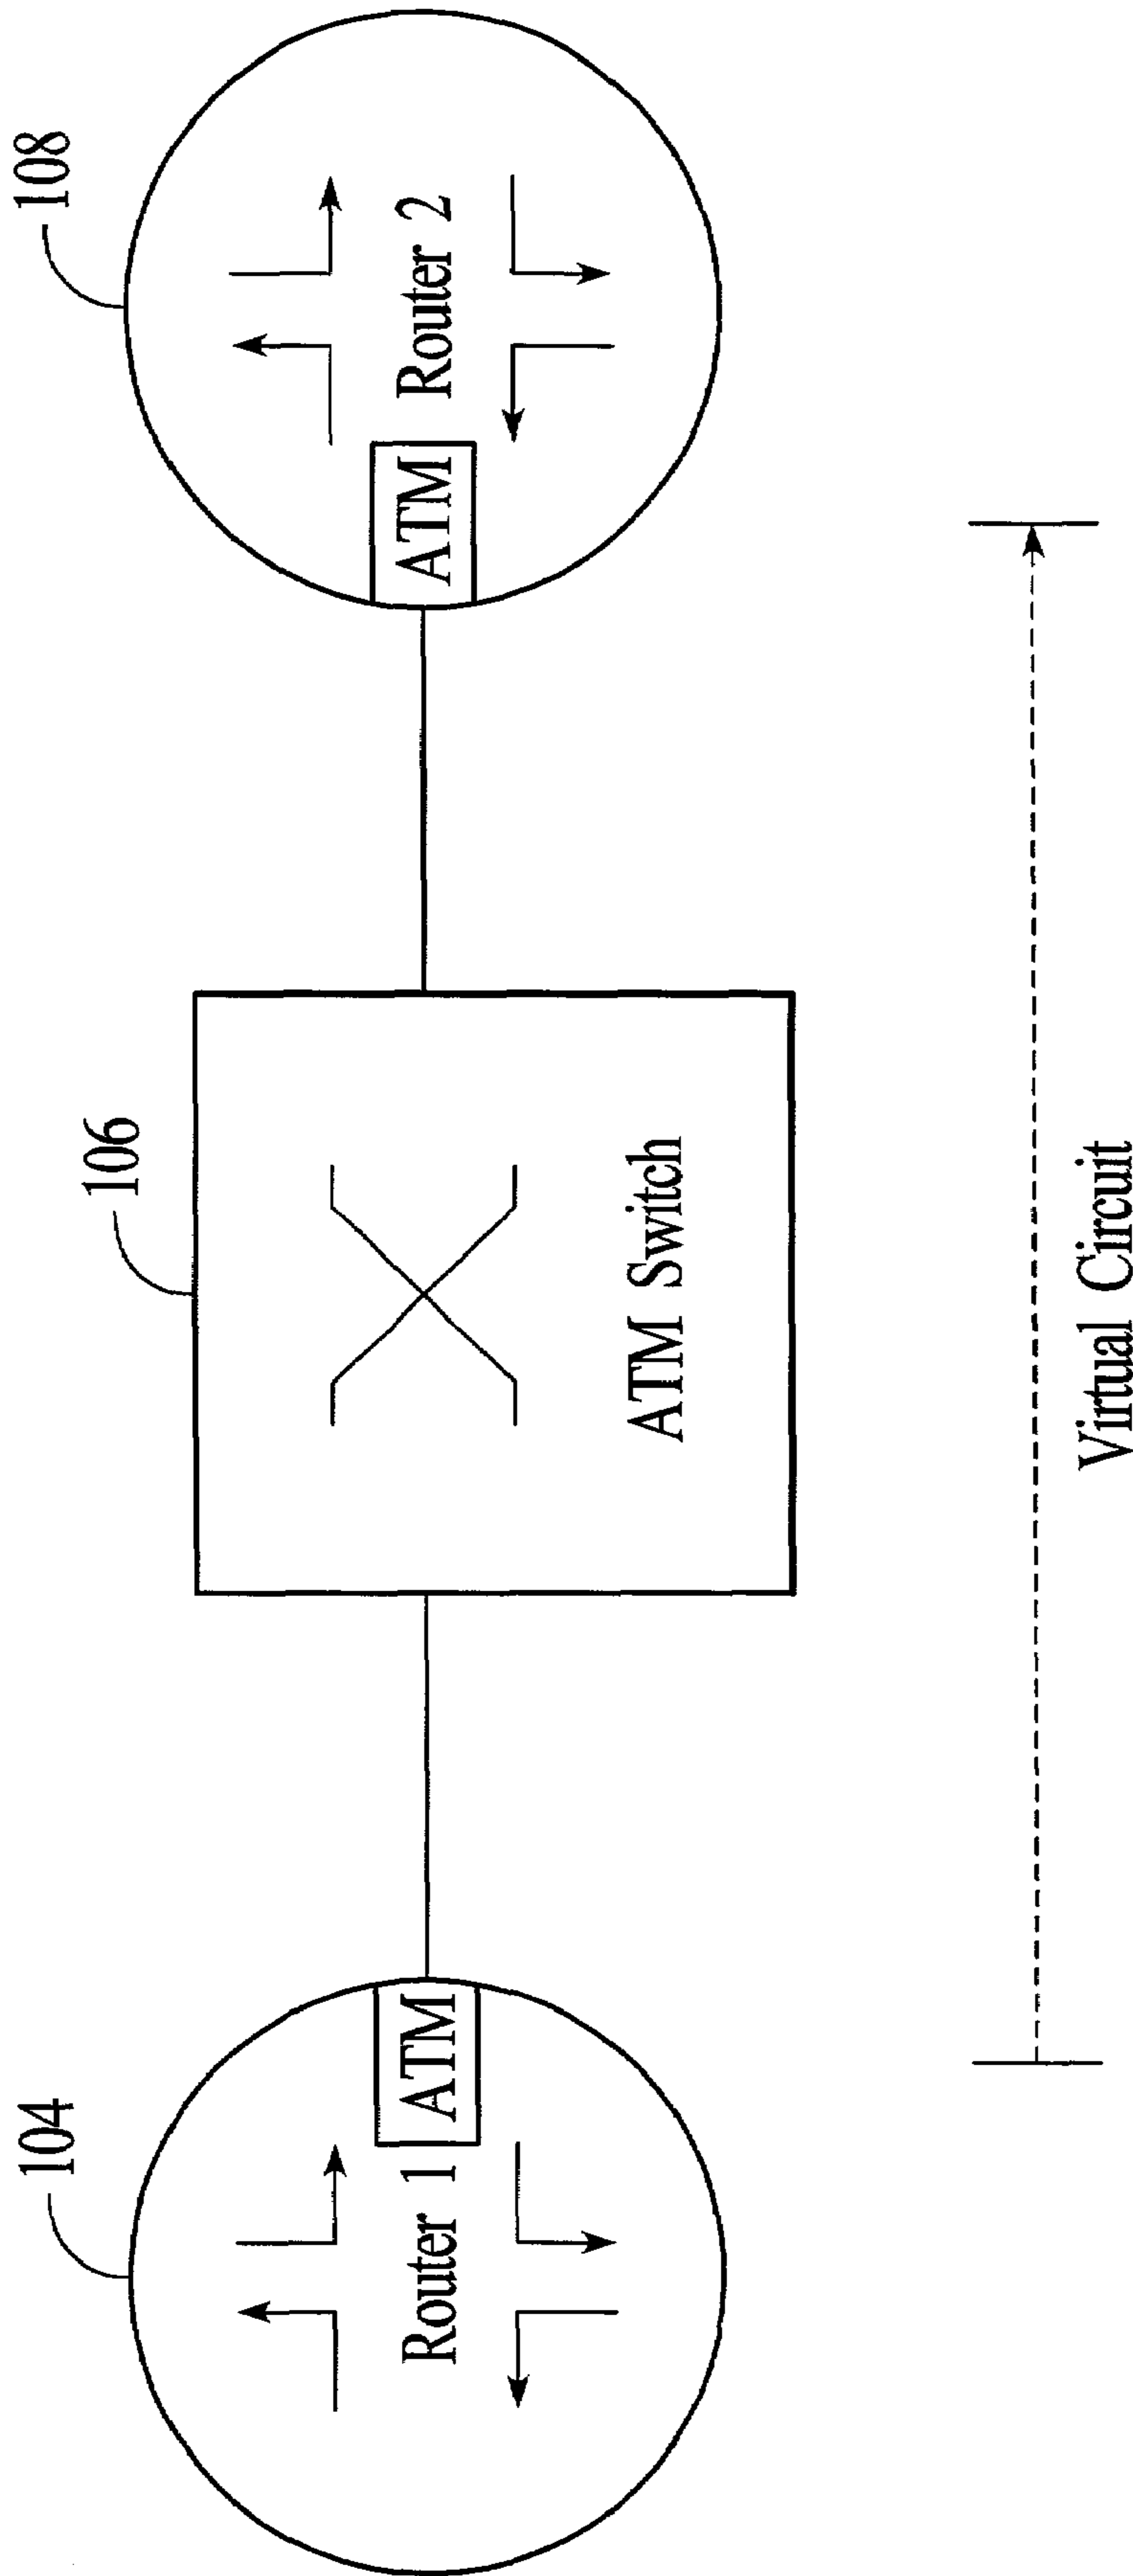 104
106
108
Router 1
ATM
ATM Switch
ATM
Router 2
Virtual Circuit